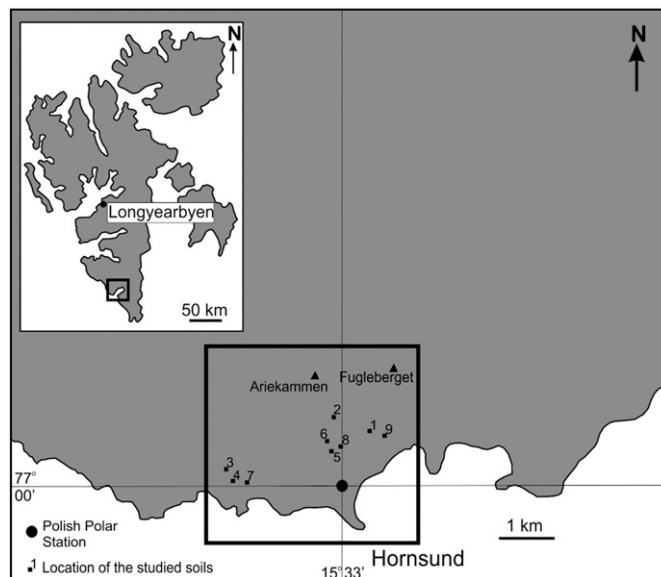 N
Longyearbyen
50 km
N
Ariekammen
Fugleberget
2
1
9
6
8
5
3
4
7
77°
00'
Polish Polar
Station
1 km
Hornsund
1 Location of the studied soils
15°33'